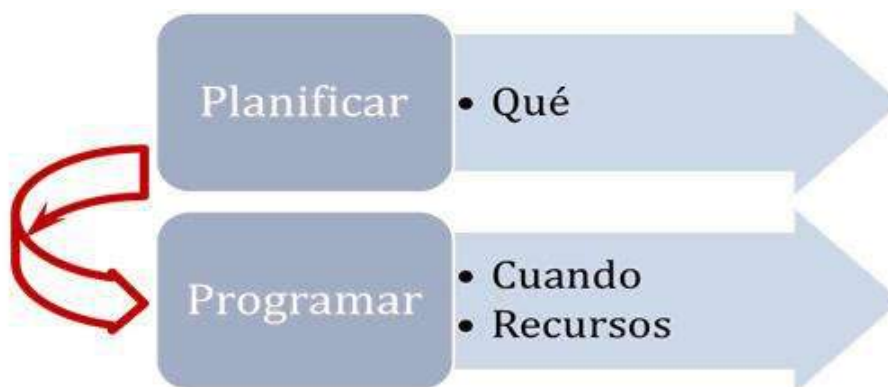 Planificar
• Qué
Programar
• Cuando
• Recursos